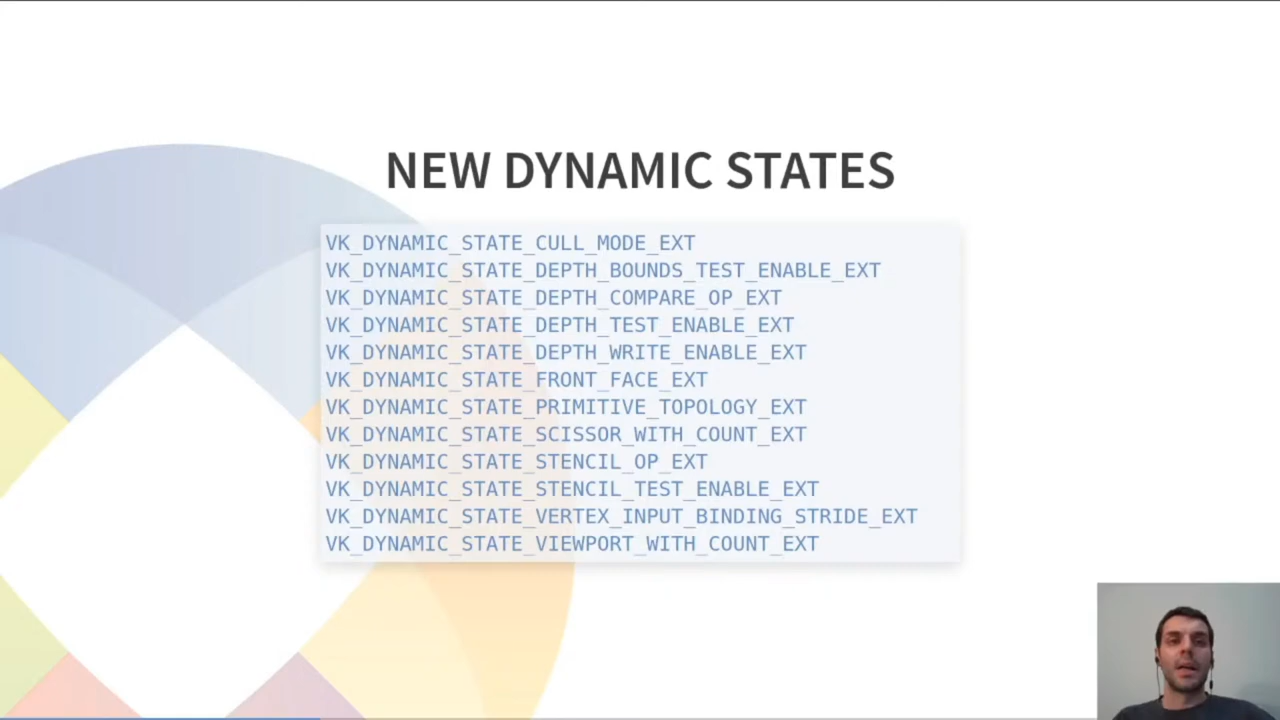 NEW DYNAMIC STATES
VK_DYNAMIC_STATE_CULL_MODE_EXT
VK_DYNAMIC_STATE_DEPTH_BOUNDS_TEST_ENABLE_EXT
VK_DYNAMIC_STATE_DEPTH_COMPARE_OP_EXT
VK_DYNAMIC_STATE_DEPTH_TEST_ENABLE_EXT
VK_DYNAMIC_STATE_DEPTH_WRITE_ENABLE_EXT
VK_DYNAMIC_STATE_FRONT_FACE_EXT
VK_DYNAMIC_STATE_PRIMITIVE_TOPOLOGY_EXT
VK_DYNAMIC_STATE_SCISSOR_WITH_COUNT_EXT
VK_DYNAMIC_STATE_STENCIL_OP_EXT
VK_DYNAMIC_STATE_STENCIL_TEST_ENABLE_EXT
VK_DYNAMIC_STATE_VERTEX_INPUT_BINDING_STRIDE_EXT
VK_DYNAMIC_STATE_VIEWPORT_WITH_COUNT_EXT